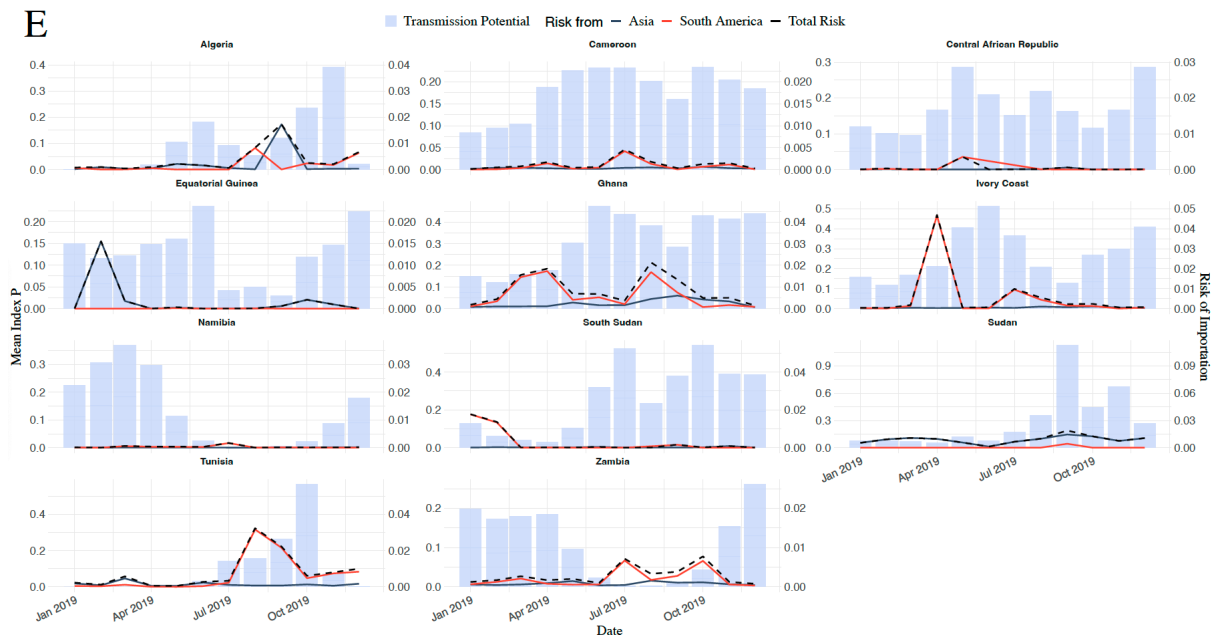 E
Transmission Potential Risk from Asia South America Total Risk
Algeria Cameroon Central African Republic
0.4 0.04 0.3 0.03
0.3 0.03 0.20 0.020
0.2 0.02 0.15 0.015 0.2 0.02
0.10 0.010
0.1 0.01 0.05 0.005 0.1 0.01
0.0 0.00 0.00 0.000 0.0 0.00
Equatorial Guinea Ghana Ivory Coast
0.20 0.020 0.4 0.04 0.5 0.05
0.15 0.015 0.3 0.03 0.4 0.04
0.10 0.010 0.2 0.02 0.3 0.03
0.2 0.02
0.05 0.005 0.1 0.01 0.1 0.01
0.00 0.000 0.0 0.00 0.0 0.00
Namibia South Sudan Sudan
0.3 0.03 0.4 0.04 0.09
0.2 0.02 0.06
0.2 0.02
0.1 0.01 0.03
0.0 0.00 0.0 0.00 0.00
Jan 2019 Apr 2019 Jul 2019 Oct 2019
Tunisia Zambia
0.4 0.04 0.2 0.02
0.2 0.02 0.1 0.01
0.0 0.00 0.0 0.00
Jan 2019 Apr 2019 Jul 2019 Oct 2019 Jan 2019 Apr 2019 Jul 2019 Oct 2019
Mean Index P
Risk of Importation
Date